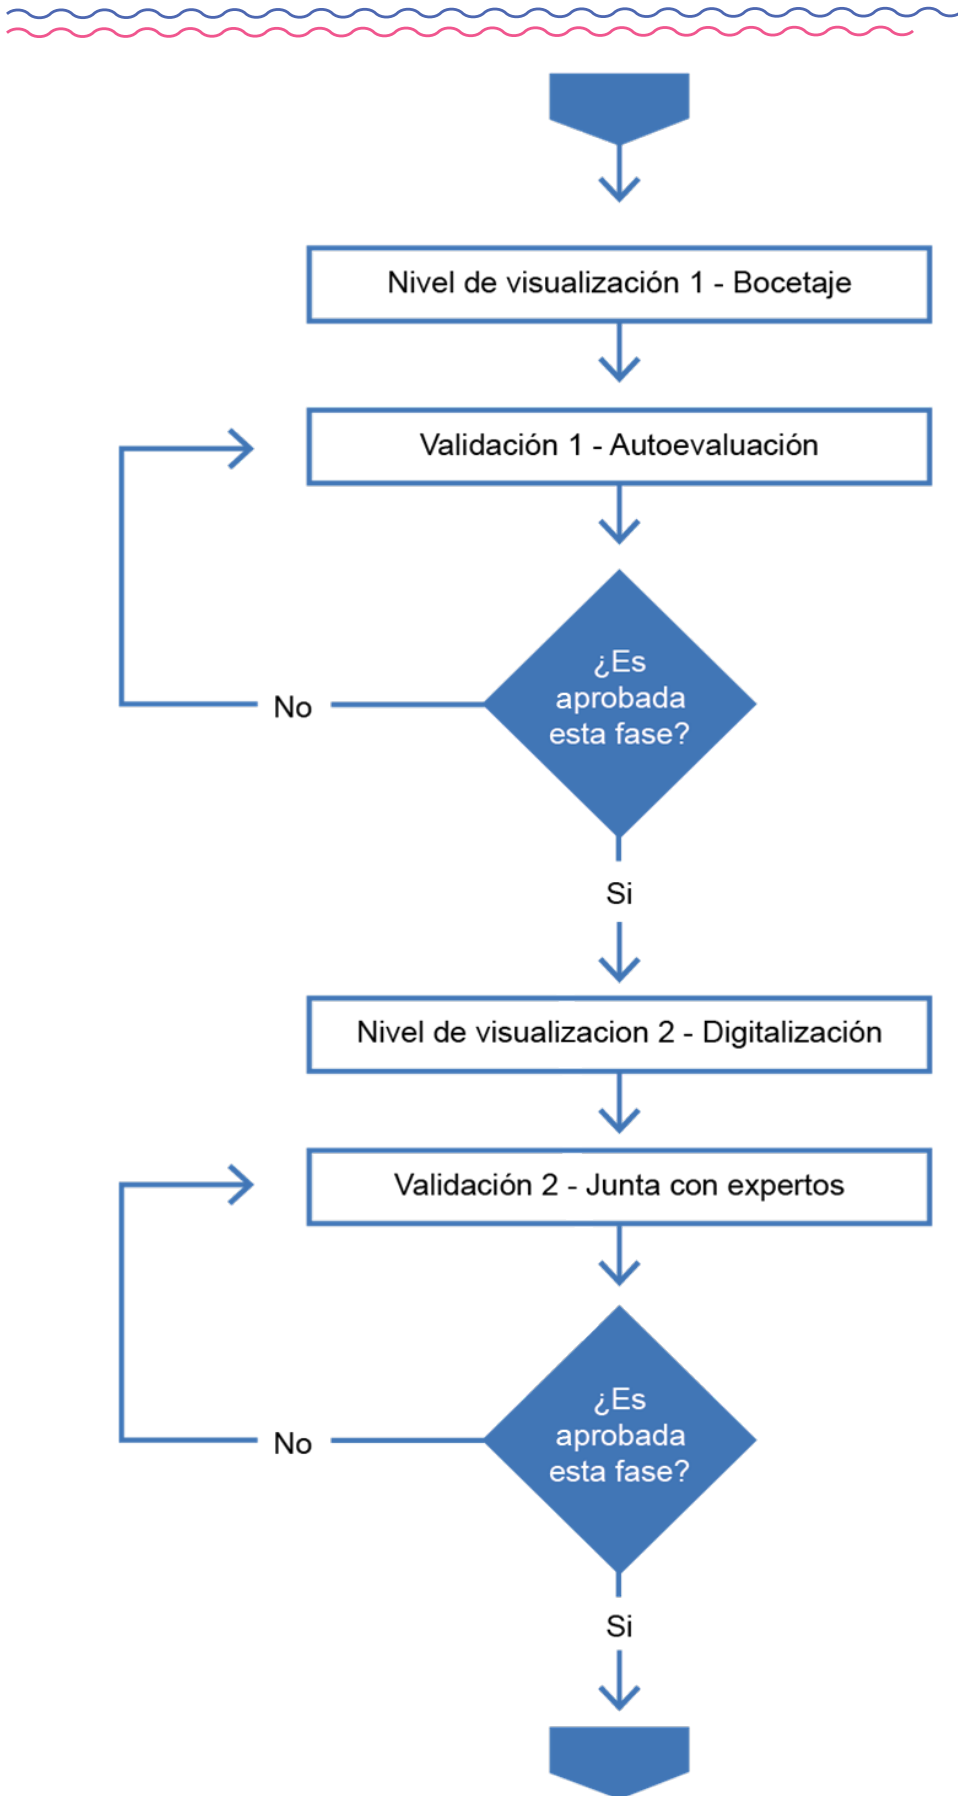 Nivel de visualización 1 - Bocetaje
Validación 1 - Autoevaluación
¿Es
aprobada
esta fase?
No
Si
Nivel de visualizacion 2 - Digitalización
Validación 2 - Junta con expertos
¿Es
aprobada
esta fase?
No
Si